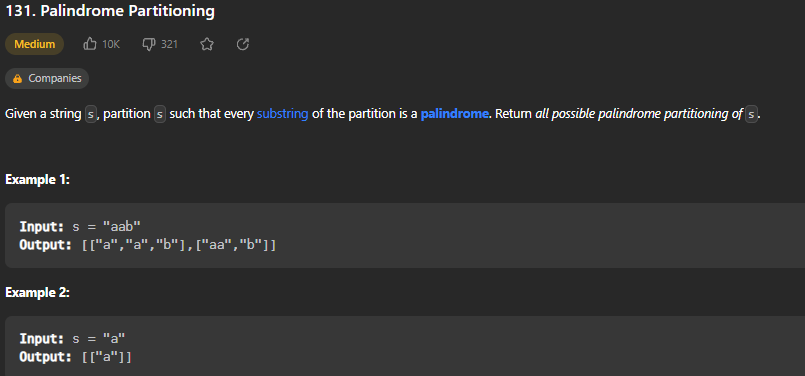 131. Palindrome Partitioning
Medium 10K 321
Companies
Given a string s, partition s such that every substring of the partition is a palindrome. Return all possible palindrome partitioning of s.
Example 1:
Input: s = "aab"
Output: [["a","a","b"],["aa","b"]]
Example 2:
Input: s = "a"
Output: [["a"]]